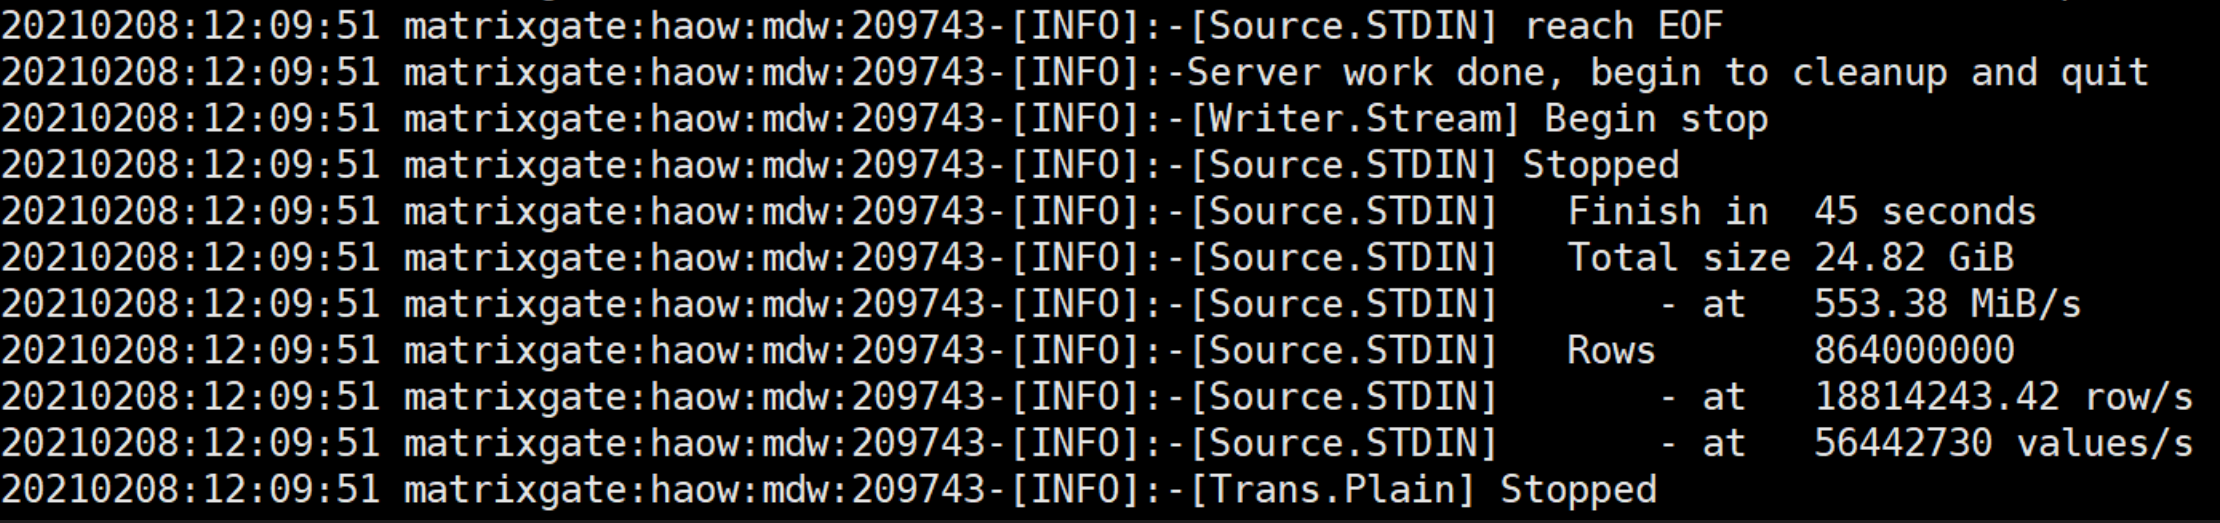 20210208:12:09:51 matrixgate:haow:mdw:209743-[INFO]:-[Source.STDIN] reach EOF
20210208:12:09:51 matrixgate:haow:mdw:209743-[INFO]:-Server work done, begin to cleanup and quit
20210208:12:09:51 matrixgate:haow:mdw:209743-[INFO]:-[Writer.Stream] Begin stop
20210208:12:09:51 matrixgate:haow:mdw:209743-[INFO]:-[Source.STDIN] Stopped
20210208:12:09:51 matrixgate:haow:mdw:209743-[INFO]:-[Source.STDIN]   Finish in  45 seconds
20210208:12:09:51 matrixgate:haow:mdw:209743-[INFO]:-[Source.STDIN]   Total size 24.82 GiB
20210208:12:09:51 matrixgate:haow:mdw:209743-[INFO]:-[Source.STDIN]       - at   553.38 MiB/s
20210208:12:09:51 matrixgate:haow:mdw:209743-[INFO]:-[Source.STDIN]   Rows       864000000
20210208:12:09:51 matrixgate:haow:mdw:209743-[INFO]:-[Source.STDIN]       - at   18814243.42 row/s
20210208:12:09:51 matrixgate:haow:mdw:209743-[INFO]:-[Source.STDIN]       - at   56442730 values/s
20210208:12:09:51 matrixgate:haow:mdw:209743-[INFO]:-[Trans.Plain] Stopped